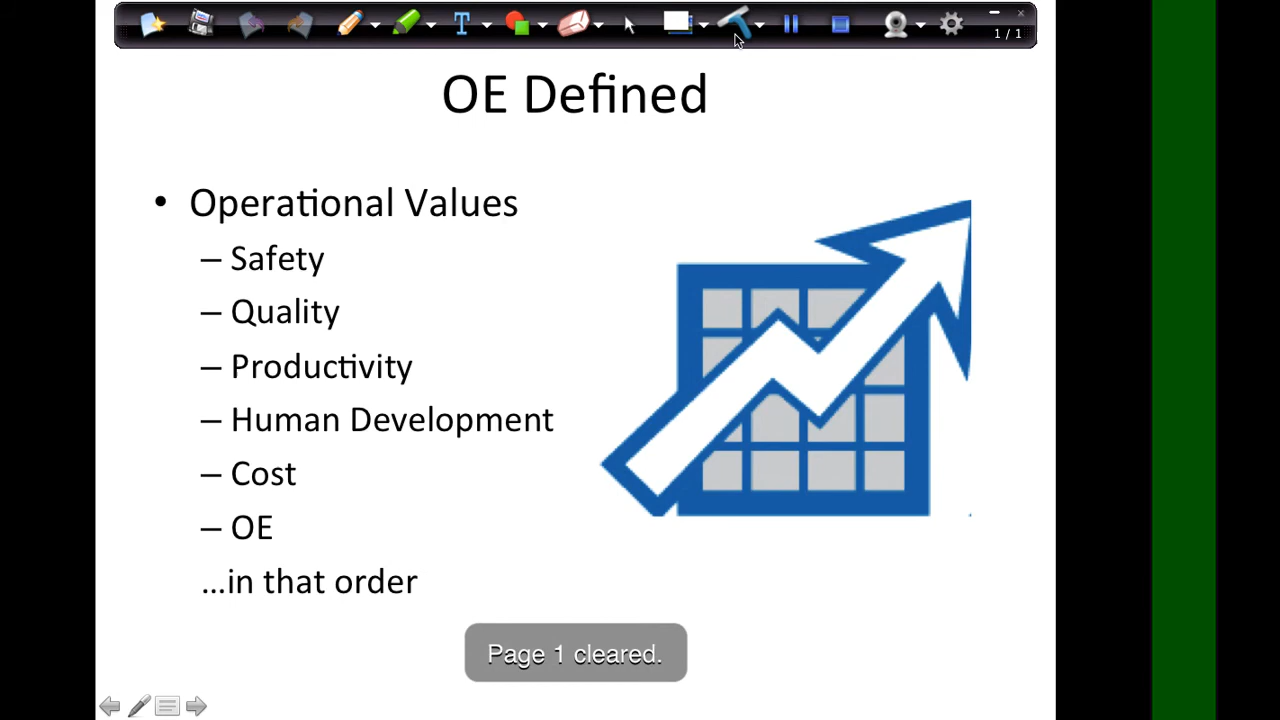 T
1 / 1
OE Defined
• Operational Values
– Safety
– Quality
– Productivity
– Human Development
– Cost
– OE
...in that order
Page 1 cleared.